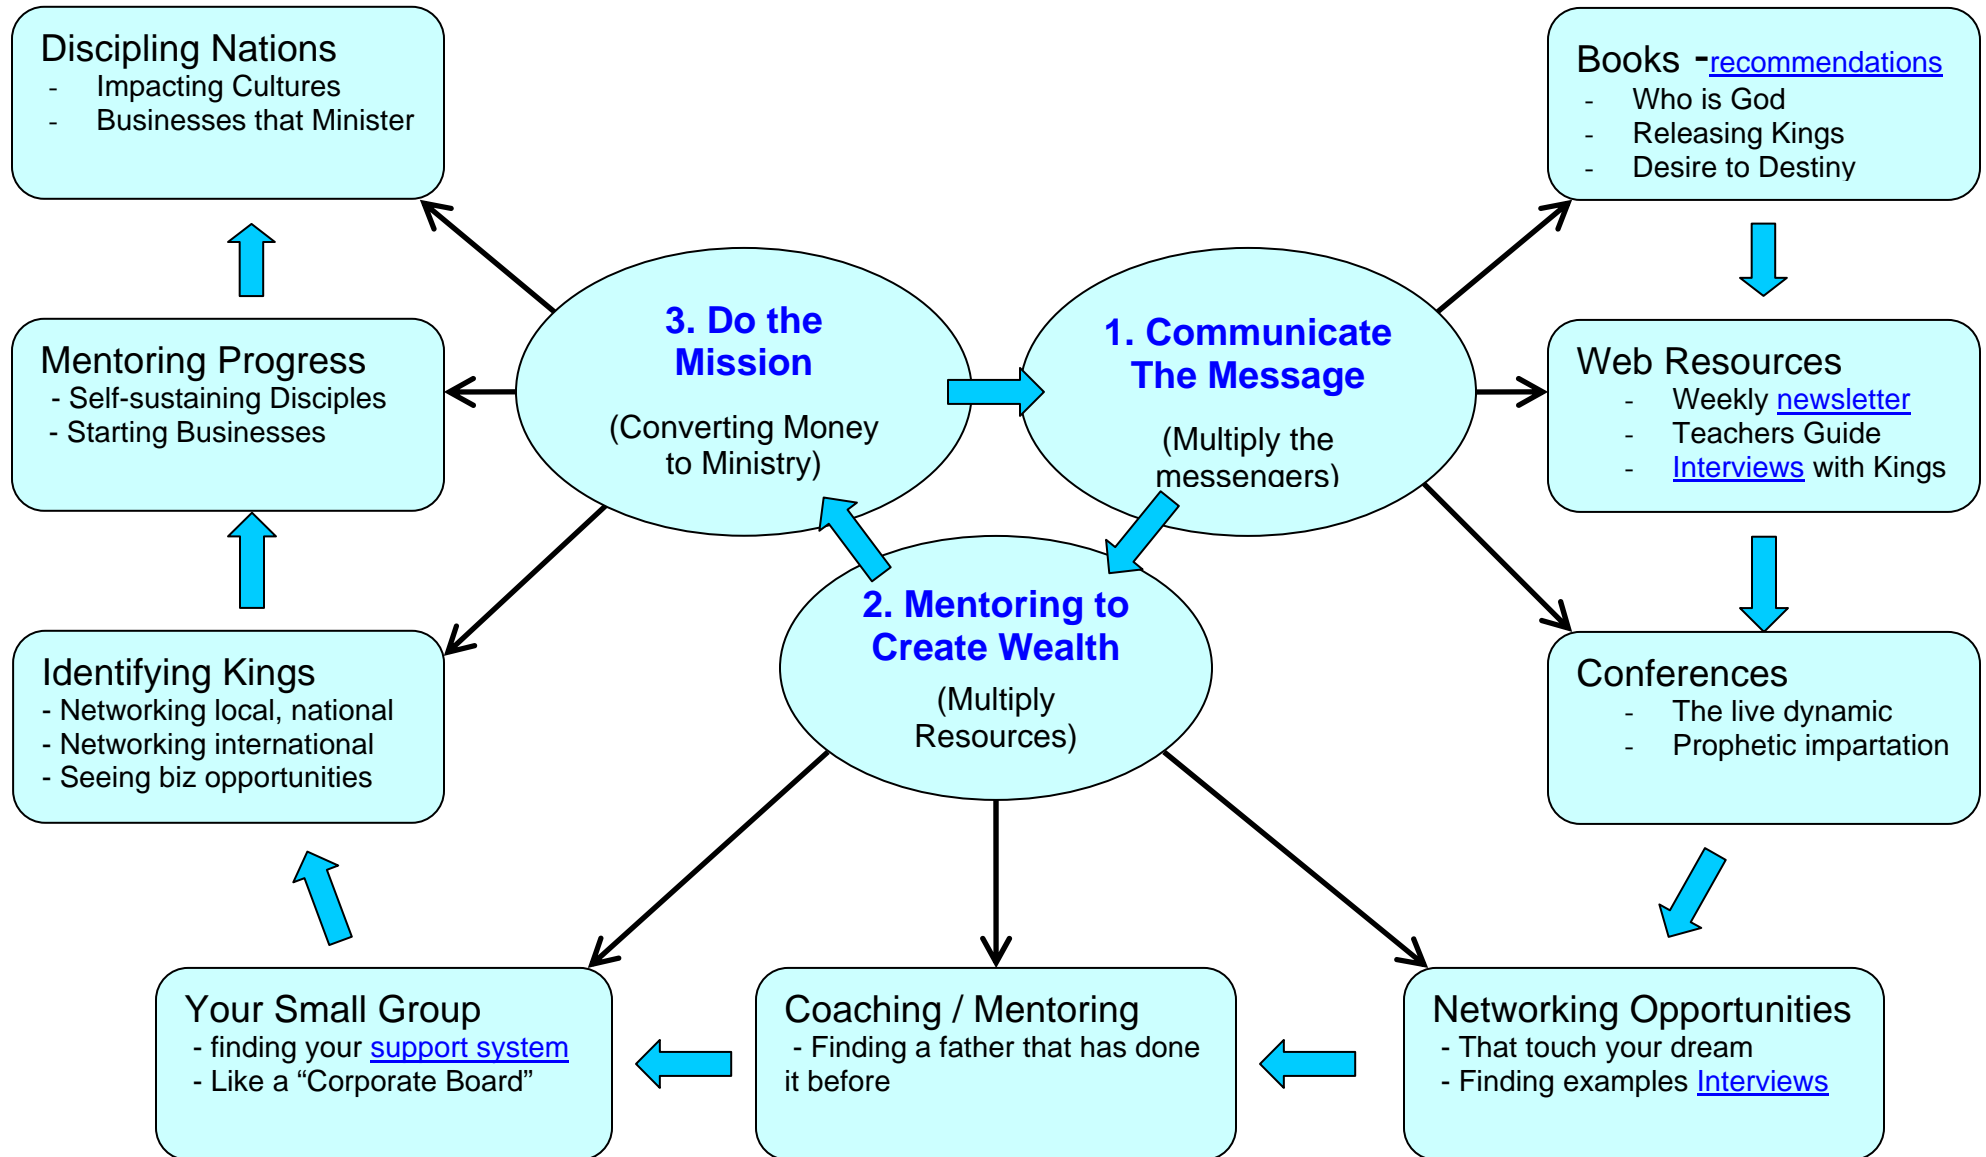 Discipling Nations
- Impacting Cultures
- Businesses that Minister
Books -recommendations
- Who is God
- Releasing Kings
- Desire to Destiny
3. Do the
Mission
(Converting Money
to Ministry)
1. Communicate
The Message
(Multiply the
messengers)
Mentoring Progress
- Self-sustaining Disciples
- Starting Businesses
Web Resources
- Weekly newsletter
- Teachers Guide
- Interviews with Kings
2. Mentoring to
Create Wealth
(Multiply
Resources)
Identifying Kings
- Networking local, national
- Networking international
- Seeing biz opportunities
Conferences
- The live dynamic
- Prophetic impartation
Your Small Group
- finding your support system
- Like a “Corporate Board”
Coaching / Mentoring
- Finding a father that has done
it before
Networking Opportunities
- That touch your dream
- Finding examples Interviews